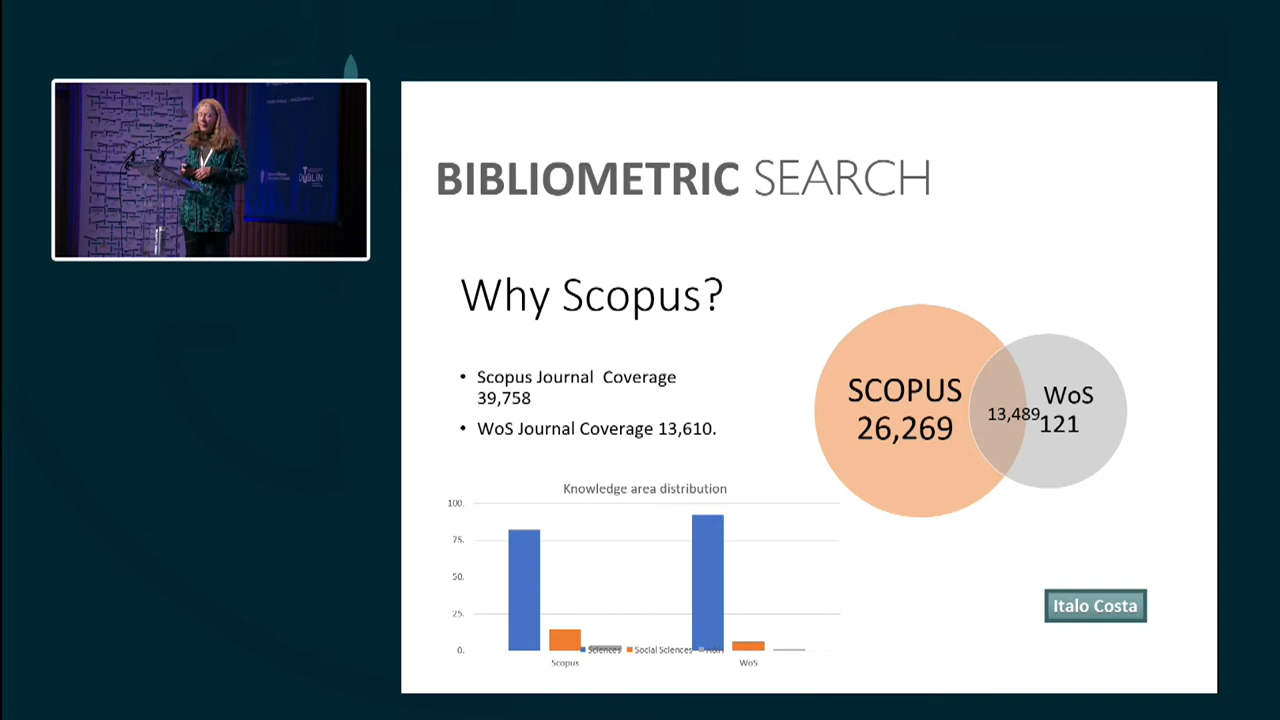 DUBLIN
BIBLIOMETRIC SEARCH
Why Scopus?
• Scopus Journal Coverage
39,758
• WoS Journal Coverage 13,610.
SCOPUS
26,269
13,489
WoS
121
Knowledge area distribution
100.
75.
50.
25.
0.
Sciences Social Sciences A&H
Scopus WoS
Italo Costa